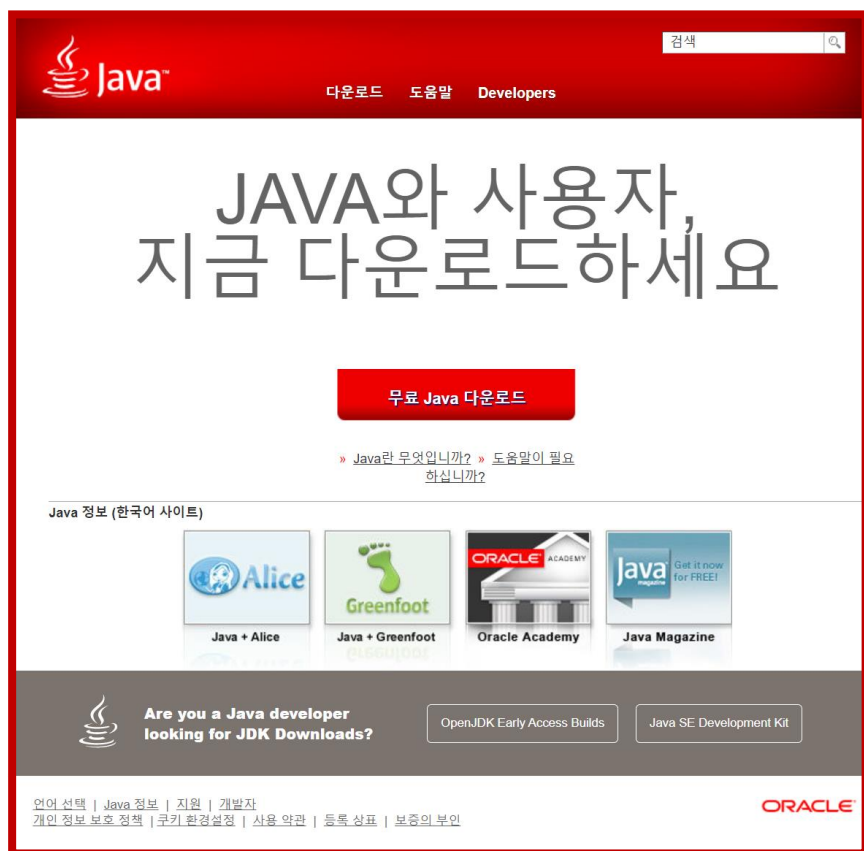 Java™
검색
다운로드 도움말 Developers
JAVA와 사용자,
지금 다운로드하세요
무료 Java 다운로드
» Java란 무엇입니까? » 도움말이 필요
하십니까?
Java 정보 (한국어 사이트)
Alice
Greenfoot
ORACLE ACADEMY
Java magazine
Get it now
for FREE!
Java + Alice
Java + Greenfoot
Oracle Academy
Java Magazine
Are you a Java developer
looking for JDK Downloads?
OpenJDK Early Access Builds
Java SE Development Kit
언어 선택 | Java 정보 | 지원 | 개발자
개인 정보 보호 정책 | 쿠키 환경설정 | 사용 약관 | 등록 상표 | 보증의 부인
ORACLE